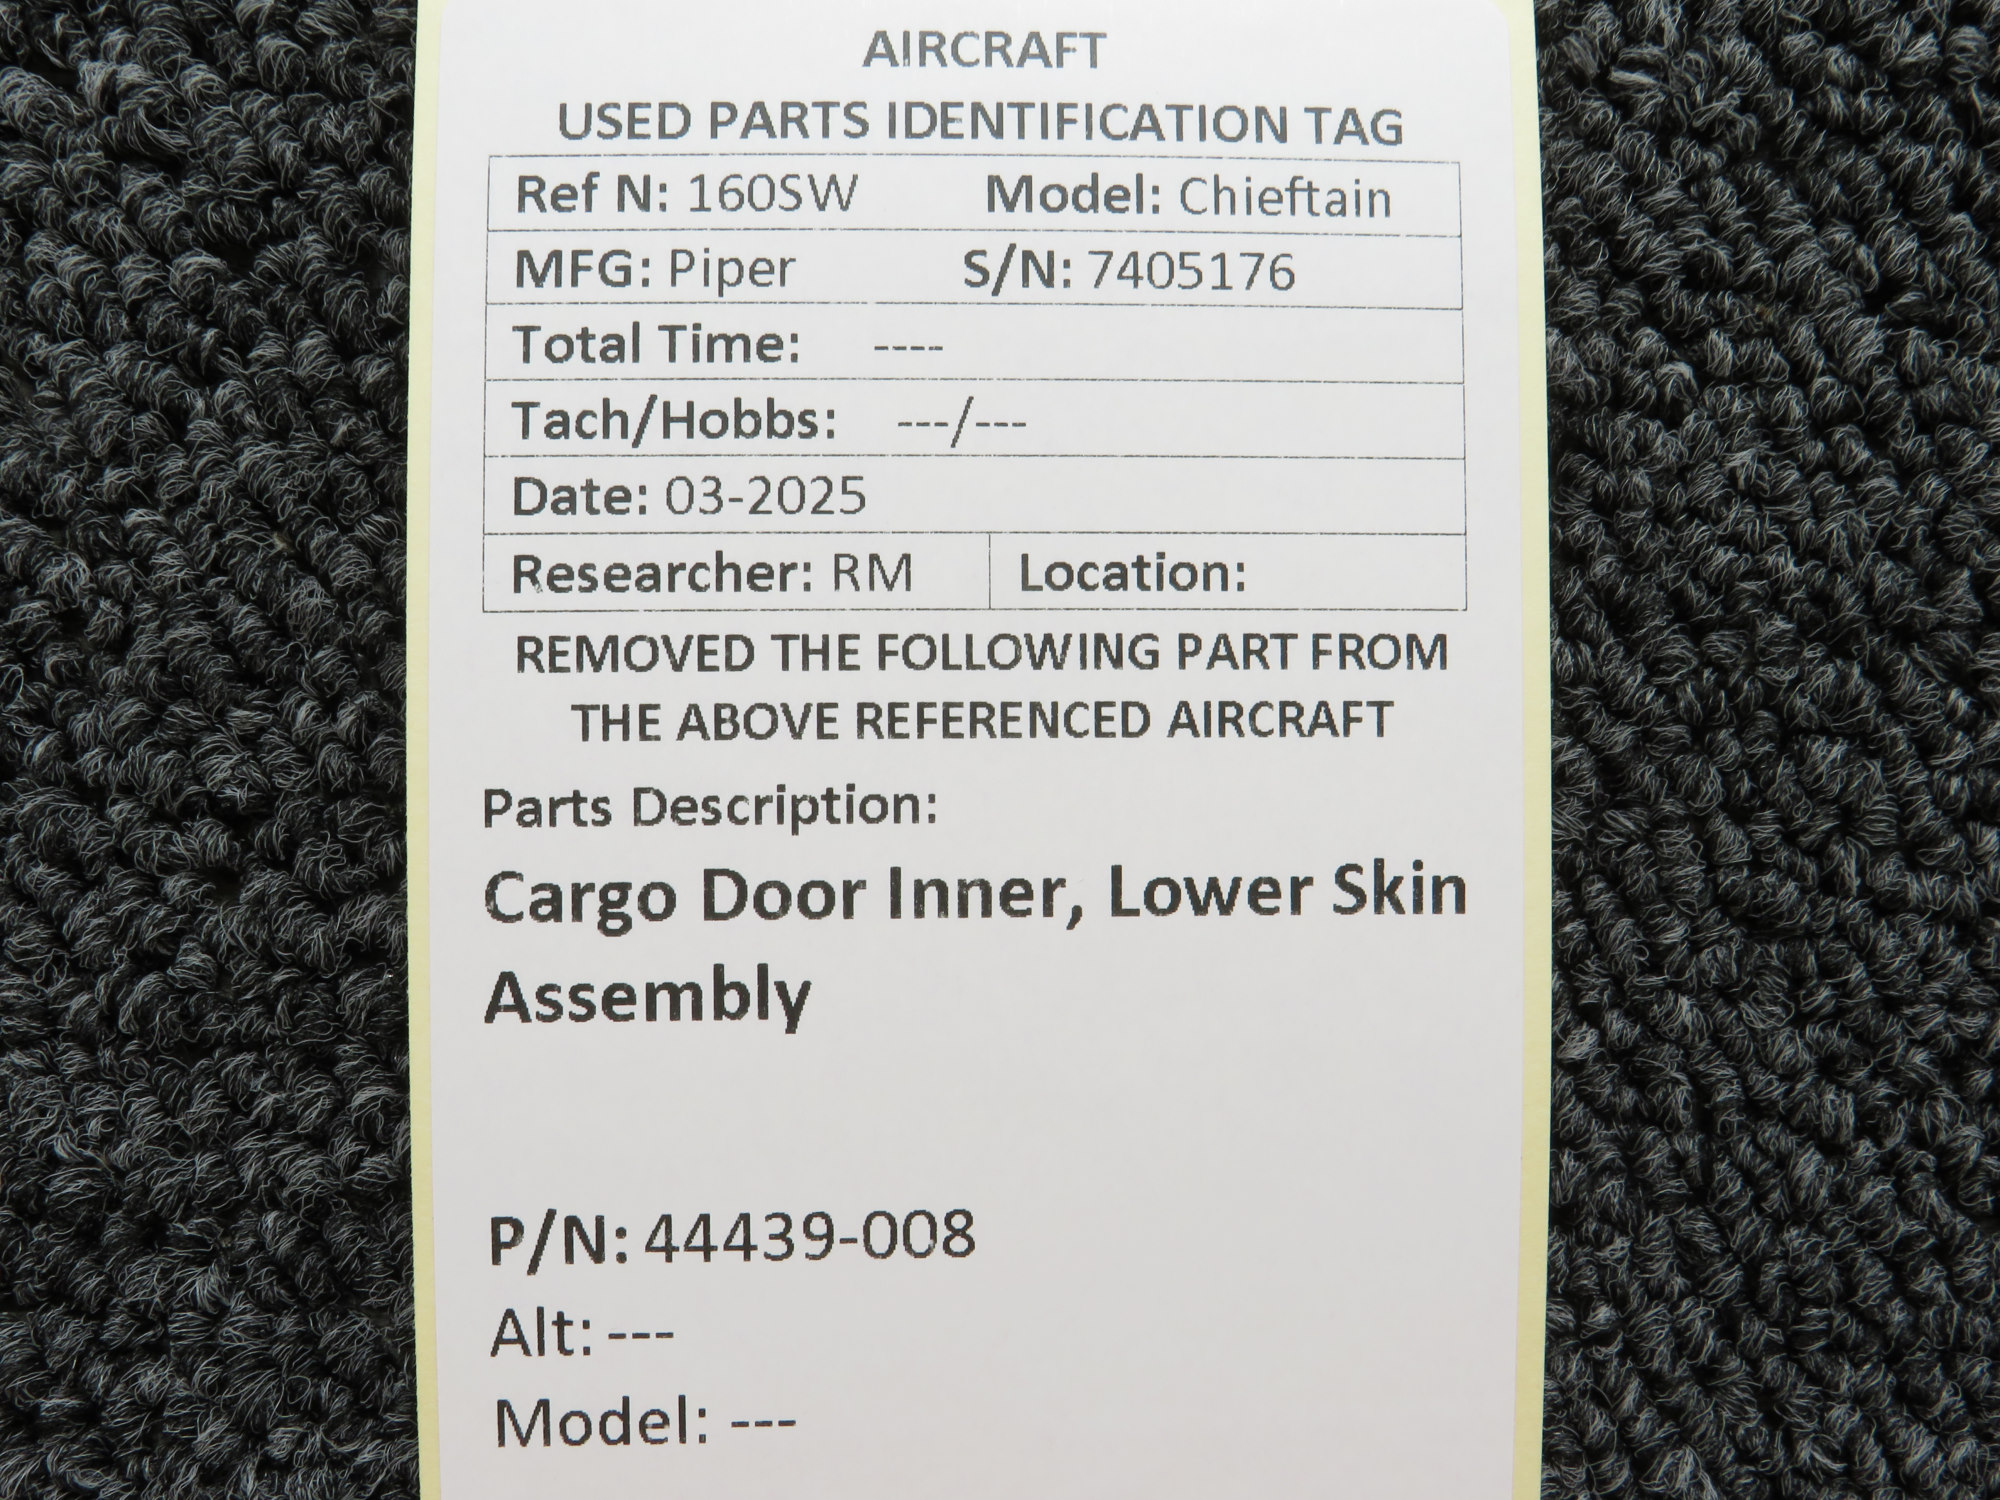 AIRCRAFT
USED PARTS IDENTIFICATION TAG
Ref N: 160SW Model: Chieftain
MFG: Piper S/N: 7405176
Total Time: ----
Tach/Hobbs: ---/---
Date: 03-2025
Researcher: RM Location:
REMOVED THE FOLLOWING PART FROM
THE ABOVE REFERENCED AIRCRAFT
Parts Description:
Cargo Door Inner, Lower Skin
Assembly
P/N: 44439-008
Alt: ---
Model: ---